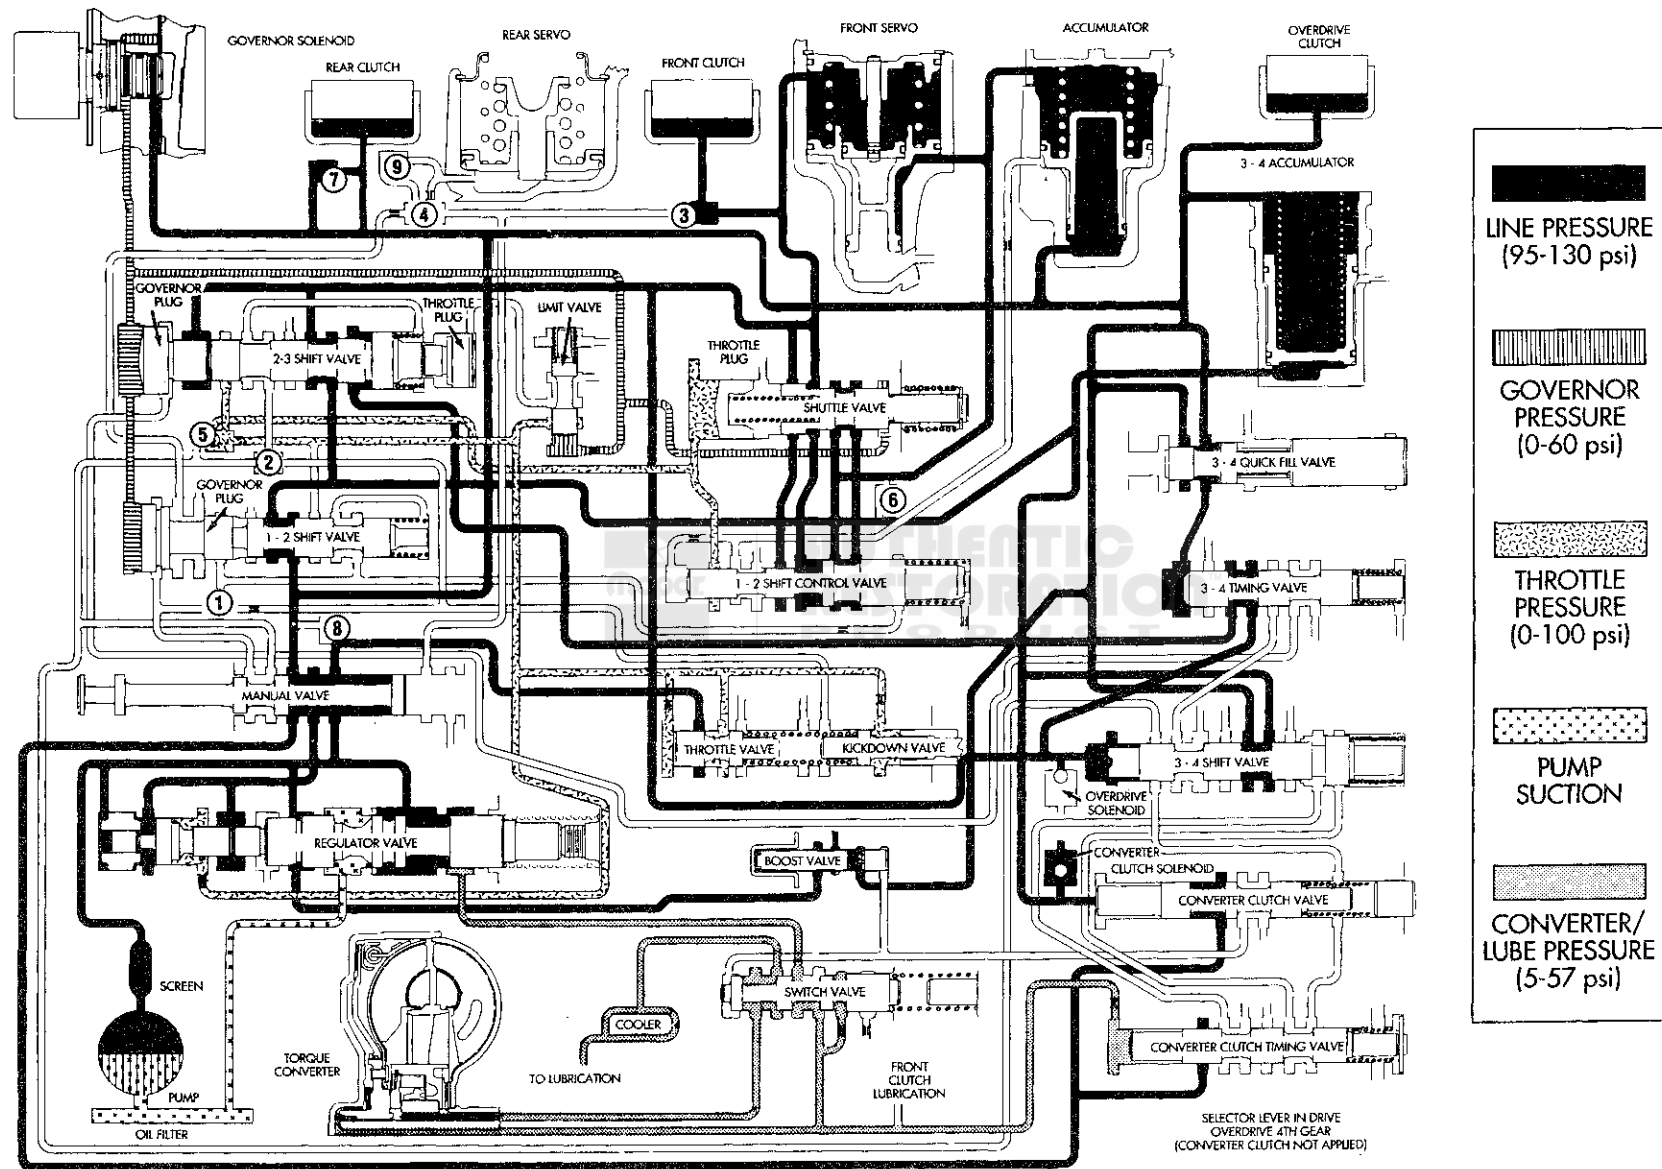 GOVERNOR SOLENOID
REAR CLUTCH
REAR SERVO
FRONT CLUTCH
FRONT SERVO
ACCUMULATOR
OVERDRIVE
CLUTCH
3 - 4 ACCUMULATOR
7
9
4
3
GOVERNOR
PLUG
THROTTLE
PLUG
2-3 SHIFT VALVE
LIMIT VALVE
THROTTLE
PLUG
SHUTTLE VALVE
5
2
GOVERNOR
PLUG
1 - 2 SHIFT VALVE
6
3 - 4 QUICK FILL VALVE
AUTHENTIC
RESTORATION
PRODUCT
1 - 2 SHIFT CONTROL VALVE
3 - 4 TIMING VALVE
1
8
MANUAL VALVE
THROTTLE VALVE
KICKDOWN VALVE
3 - 4 SHIFT VALVE
OVERDRIVE
SOLENOID
REGULATOR VALVE
BOOST VALVE
CONVERTER
CLUTCH SOLENOID
CONVERTER CLUTCH VALVE
SCREEN
SWITCH VALVE
COOLER
TORQUE
CONVERTER
TO LUBRICATION
FRONT
CLUTCH
LUBRICATION
CONVERTER CLUTCH TIMING VALVE
PUMP
OIL FILTER
SELECTOR LEVER IN DRIVE
OVERDRIVE 4TH GEAR
(CONVERTER CLUTCH NOT APPLIED)
LINE PRESSURE
(95-130 psi)
GOVERNOR
PRESSURE
(0-60 psi)
THROTTLE
PRESSURE
(0-100 psi)
PUMP
SUCTION
CONVERTER/
LUBE PRESSURE
(5-57 psi)